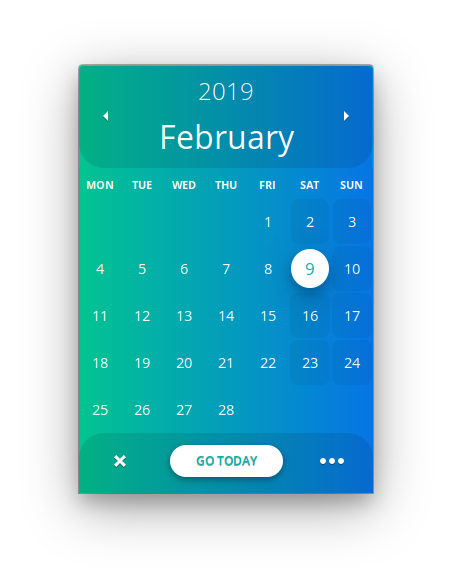 2019
February
MON TUE WED THU FRI SAT SUN
1 2 3
4 5 6 7 8 9 10
11 12 13 14 15 16 17
18 19 20 21 22 23 24
25 26 27 28
GO TODAY